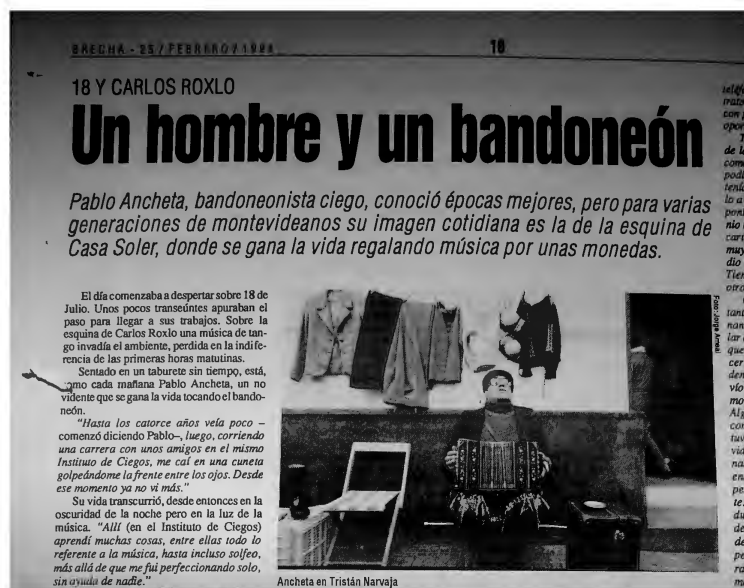 BRECHA - 25 / FEBRERO / 1994
10
18 Y CARLOS ROXLO
Un hombre y un bandoneón
Pablo Ancheta, bandoneonista ciego, conoció épocas mejores, pero para varias
generaciones de montevideanos su imagen cotidiana es la de la esquina de
Casa Soler, donde se gana la vida regalando música por unas monedas.
El día comenzaba a despertar sobre 18 de
Julio. Unos pocos transeúntes apuraban el
paso para llegar a sus trabajos. Sobre la
esquina de Carlos Roxlo una música de tan-
go invadía el ambiente, perdida en la indife-
rencia de las primeras horas matutinas.
Sentado en un taburete sin tiempo, está,
como cada mañana Pablo Ancheta, un no
vidente que se gana la vida tocando el bando-
neón.
"Hasta los catorce años veía poco –
comenzó diciendo Pablo–, luego, corriendo
una carrera con unos amigos en el mismo
Instituto de Ciegos, me caí en una cuneta
golpeándome la frente entre los ojos. Desde
ese momento ya no vi más."
Su vida transcurrió, desde entonces en la
oscuridad de la noche pero en la luz de la
música. "Allí (en el Instituto de Ciegos)
aprendí muchas cosas, entre ellas todo lo
referente a la música, hasta incluso solfeo,
más allá de que me fui perfeccionando solo,
sin ayuda de nadie."
Ancheta en Tristán Narvaja